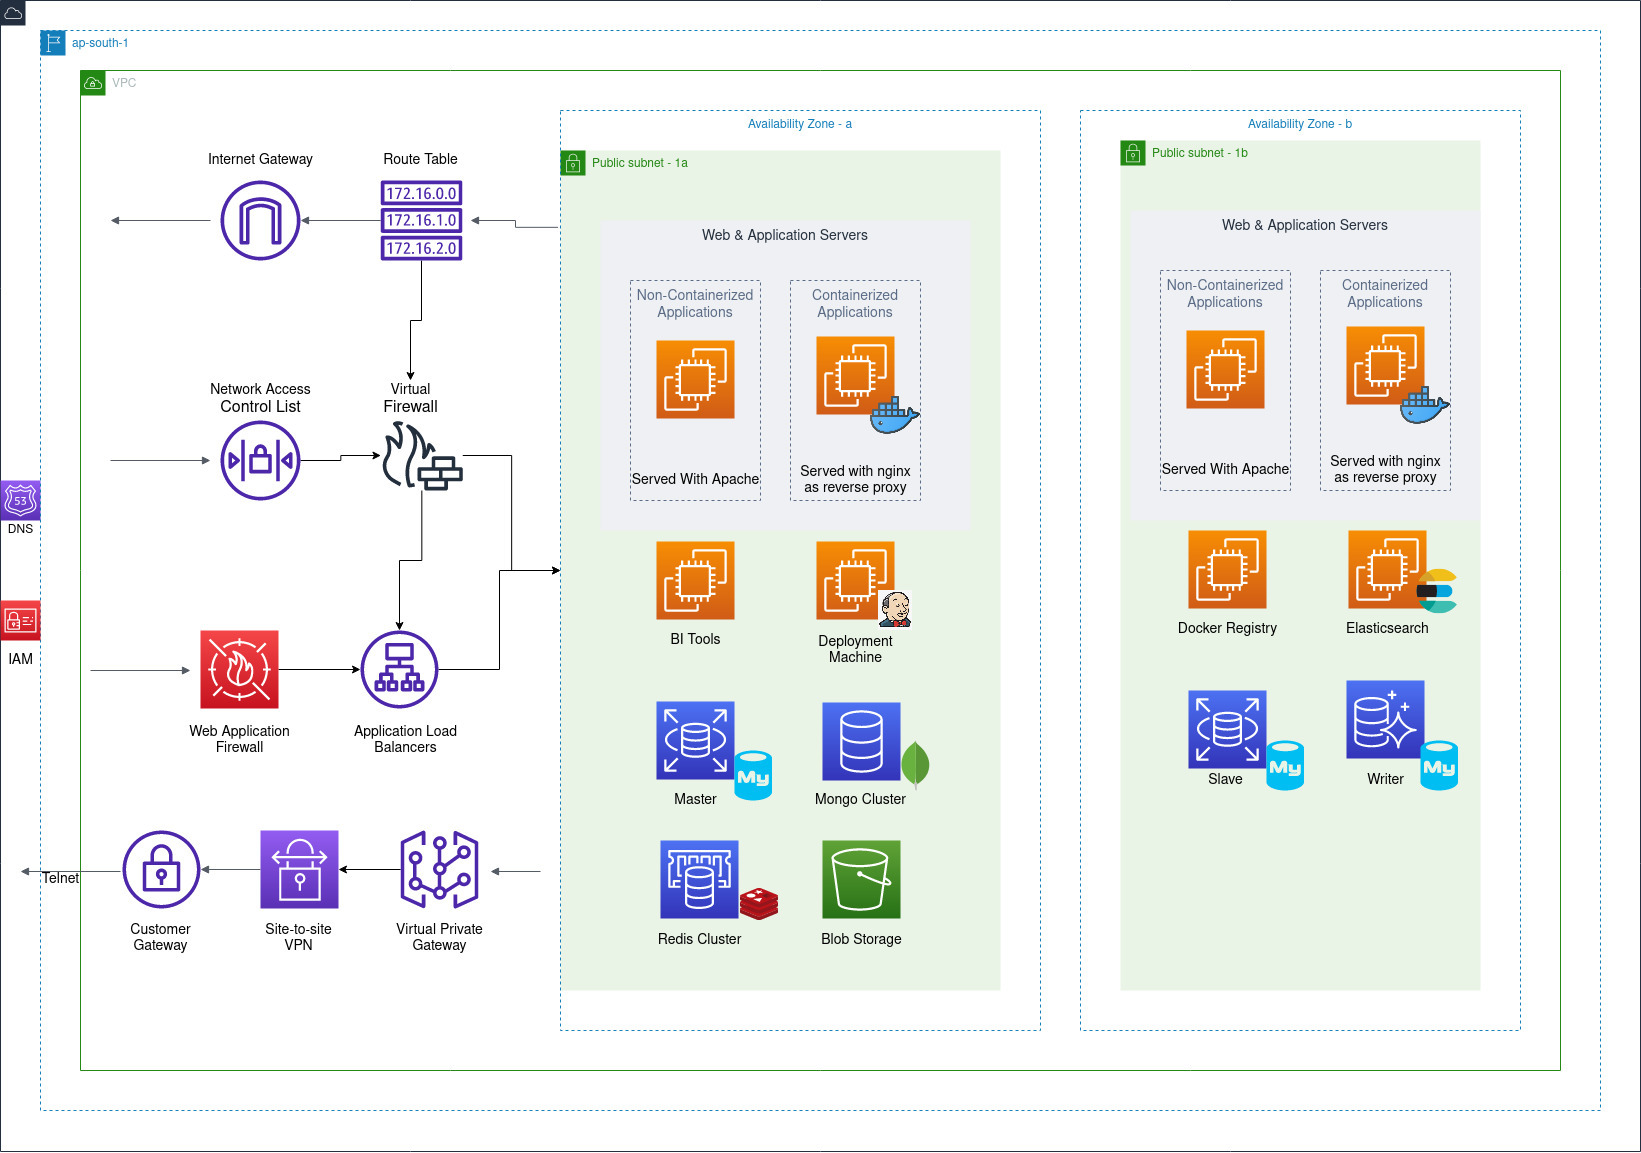 ap-south-1
VPC
Internet Gateway
Route Table
172.16.0.0
172.16.1.0
172.16.2.0
Network Access
Control List
Virtual
Firewall
53
DNS
IAM
Web Application
Firewall
Application Load
Balancers
Telnet
Customer
Gateway
Site-to-site
VPN
Virtual Private
Gateway
Availability Zone - a
Public subnet - 1a
Web & Application Servers
Non-Containerized
Applications
Served With Apache
Containerized
Applications
Served with nginx
as reverse proxy
BI Tools
Deployment
Machine
Master
My
Mongo Cluster
Redis Cluster
Blob Storage
Availability Zone - b
Public subnet - 1b
Web & Application Servers
Non-Containerized
Applications
Served With Apache
Containerized
Applications
Served with nginx
as reverse proxy
Docker Registry
Elasticsearch
Slave
My
Writer
My